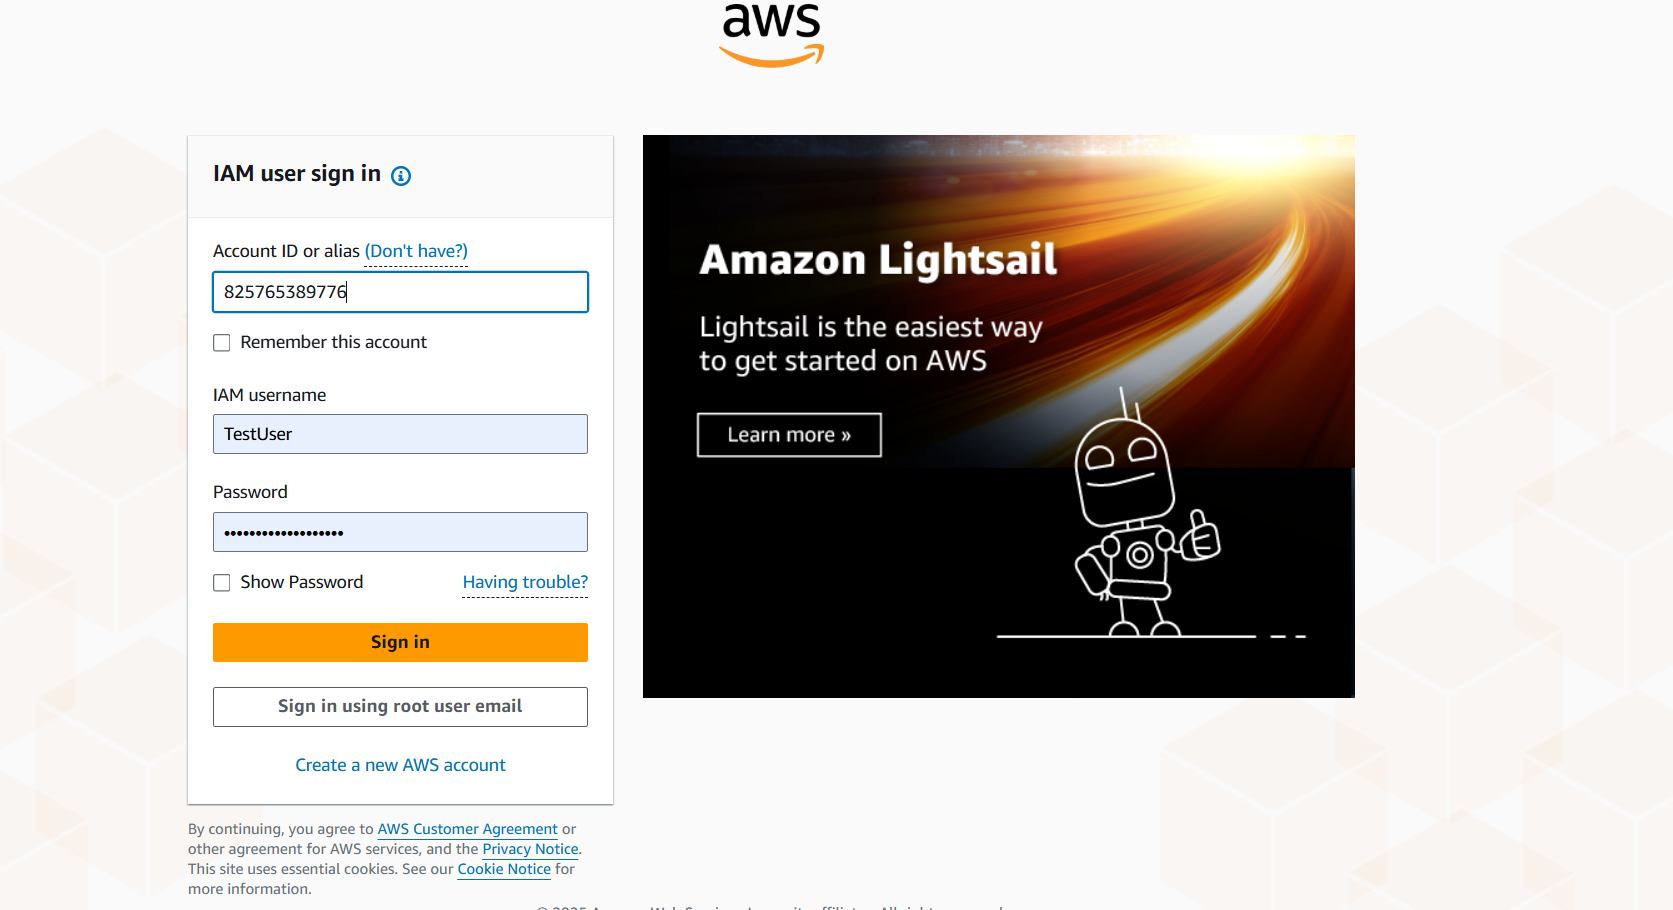 aws
IAM user sign in
Account ID or alias (Don't have?)
825765389776
Remember this account
IAM username
TestUser
Password
•••••••••••••••••••
Show Password
Having trouble?
Sign in
Sign in using root user email
Create a new AWS account
By continuing, you agree to AWS Customer Agreement or
other agreement for AWS services, and the Privacy Notice.
This site uses essential cookies. See our Cookie Notice for
more information.
Amazon Lightsail
Lightsail is the easiest way
to get started on AWS
Learn more »